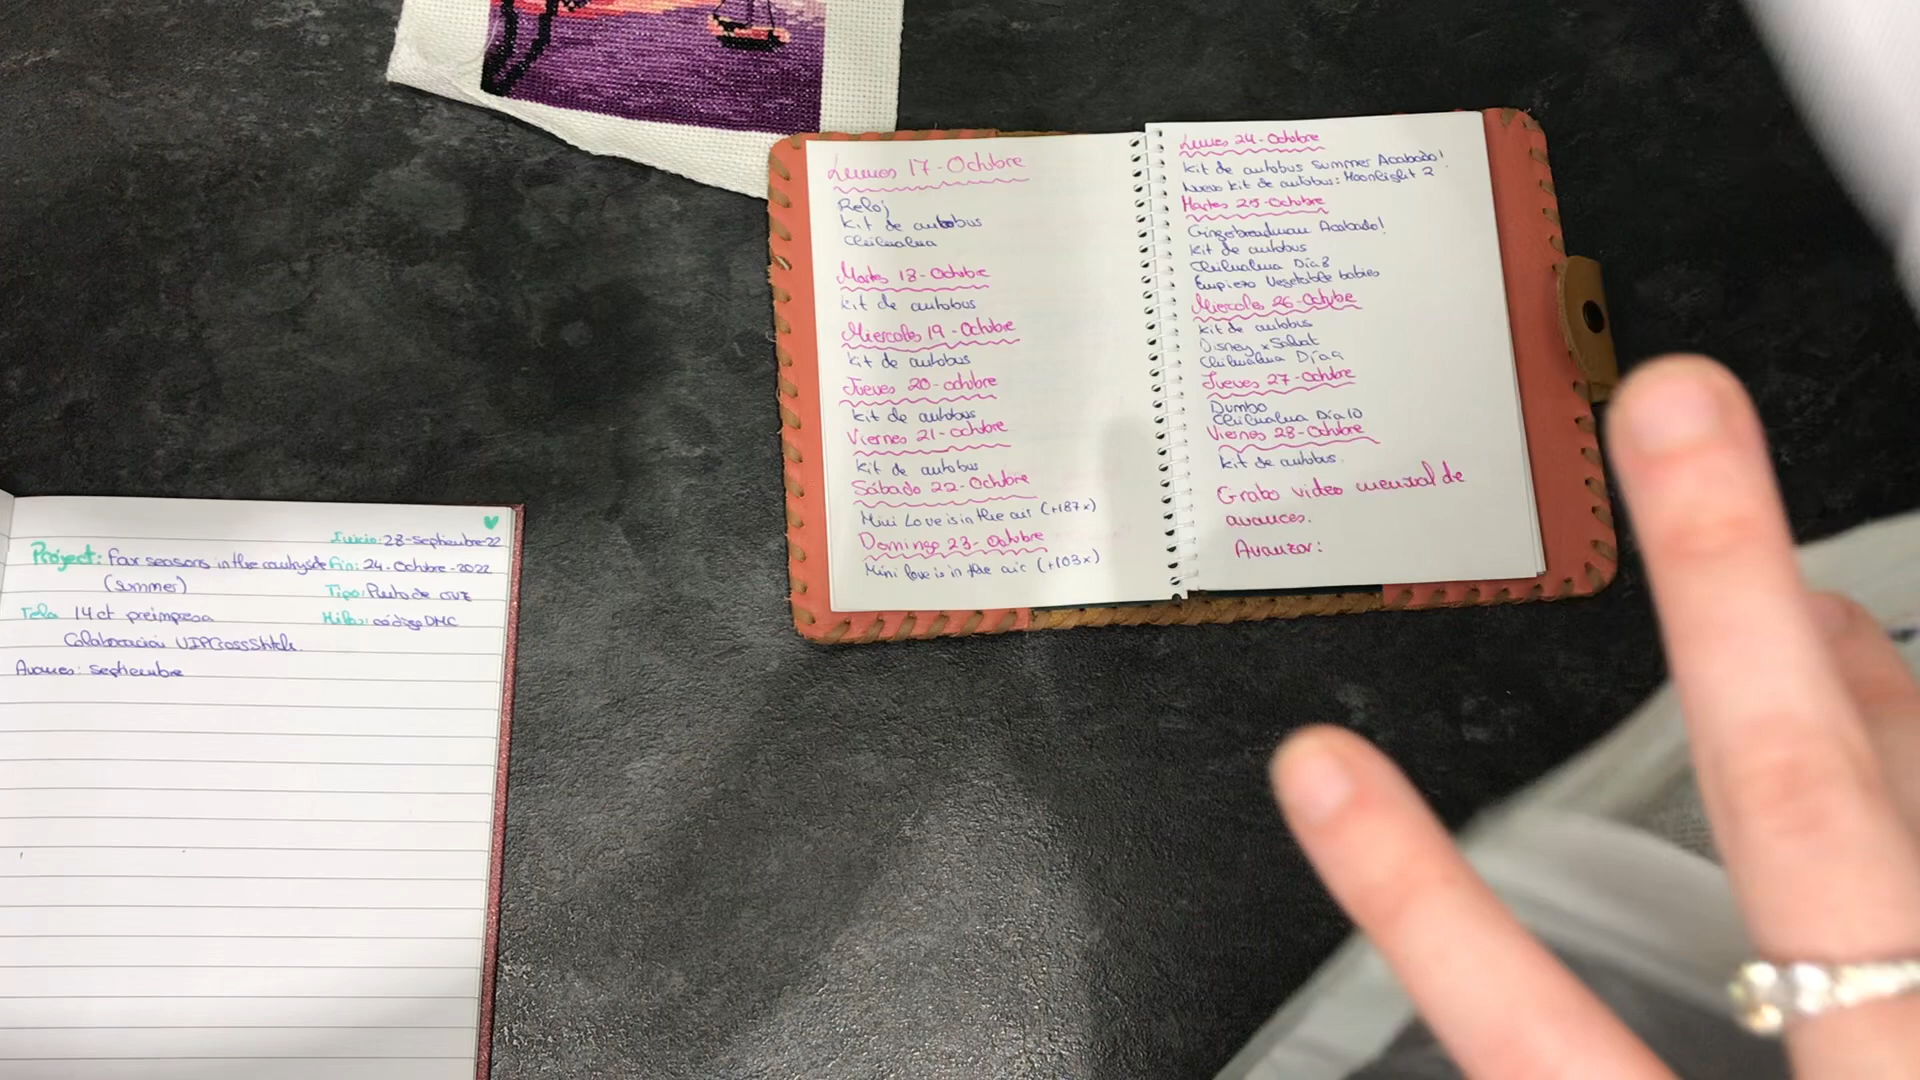 Inicio: 28-Septiembre-22
Proyect: Four seasons in the countryside Fin: 24-Octubre-2022
(summer) Tipo: Punto de cruz
Tela 14ct preimpresa Hilos: código DMC
Colaboración VIPCrossStitch.
Avances: septiembre
Lunes 17-Octubre
Reloj
Kit de autobus
Chihuahua
Martes 18-Octubre
Kit de autobus
Miercoles 19-Octubre
Kit de autobus
Jueves 20-octubre
Kit de autobus
Viernes 21-Octubre
Kit de autobus
Sábado 22-Octubre
Mini Love is in the air (+187x)
Domingo 23-Octubre
Mini love is in the air (+103x)
Lunes 24-Octubre
Kit de autobus Summer Acabado!
Nuevo kit de autobus: Moonlight 2
Martes 25-Octubre
Gingerbreadman Acabado!
Kit de autobus
Chihuahua Día 8
Empiezo Vegetable babies
Miercoles 26-Octubre
Kit de autobus
Disney x Salvat
Chihuahua Día 9
Jueves 27-Octubre
Dumbo
Chihuahua Día 10
Viernes 28-Octubre
Kit de autobus.
Grabo video mensual de
avances.
Avanzar: